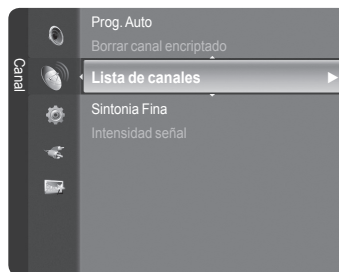 Canal
Prog. Auto
Borrar canal encriptado
Lista de canales
Sintonia Fina
Intensidad señal